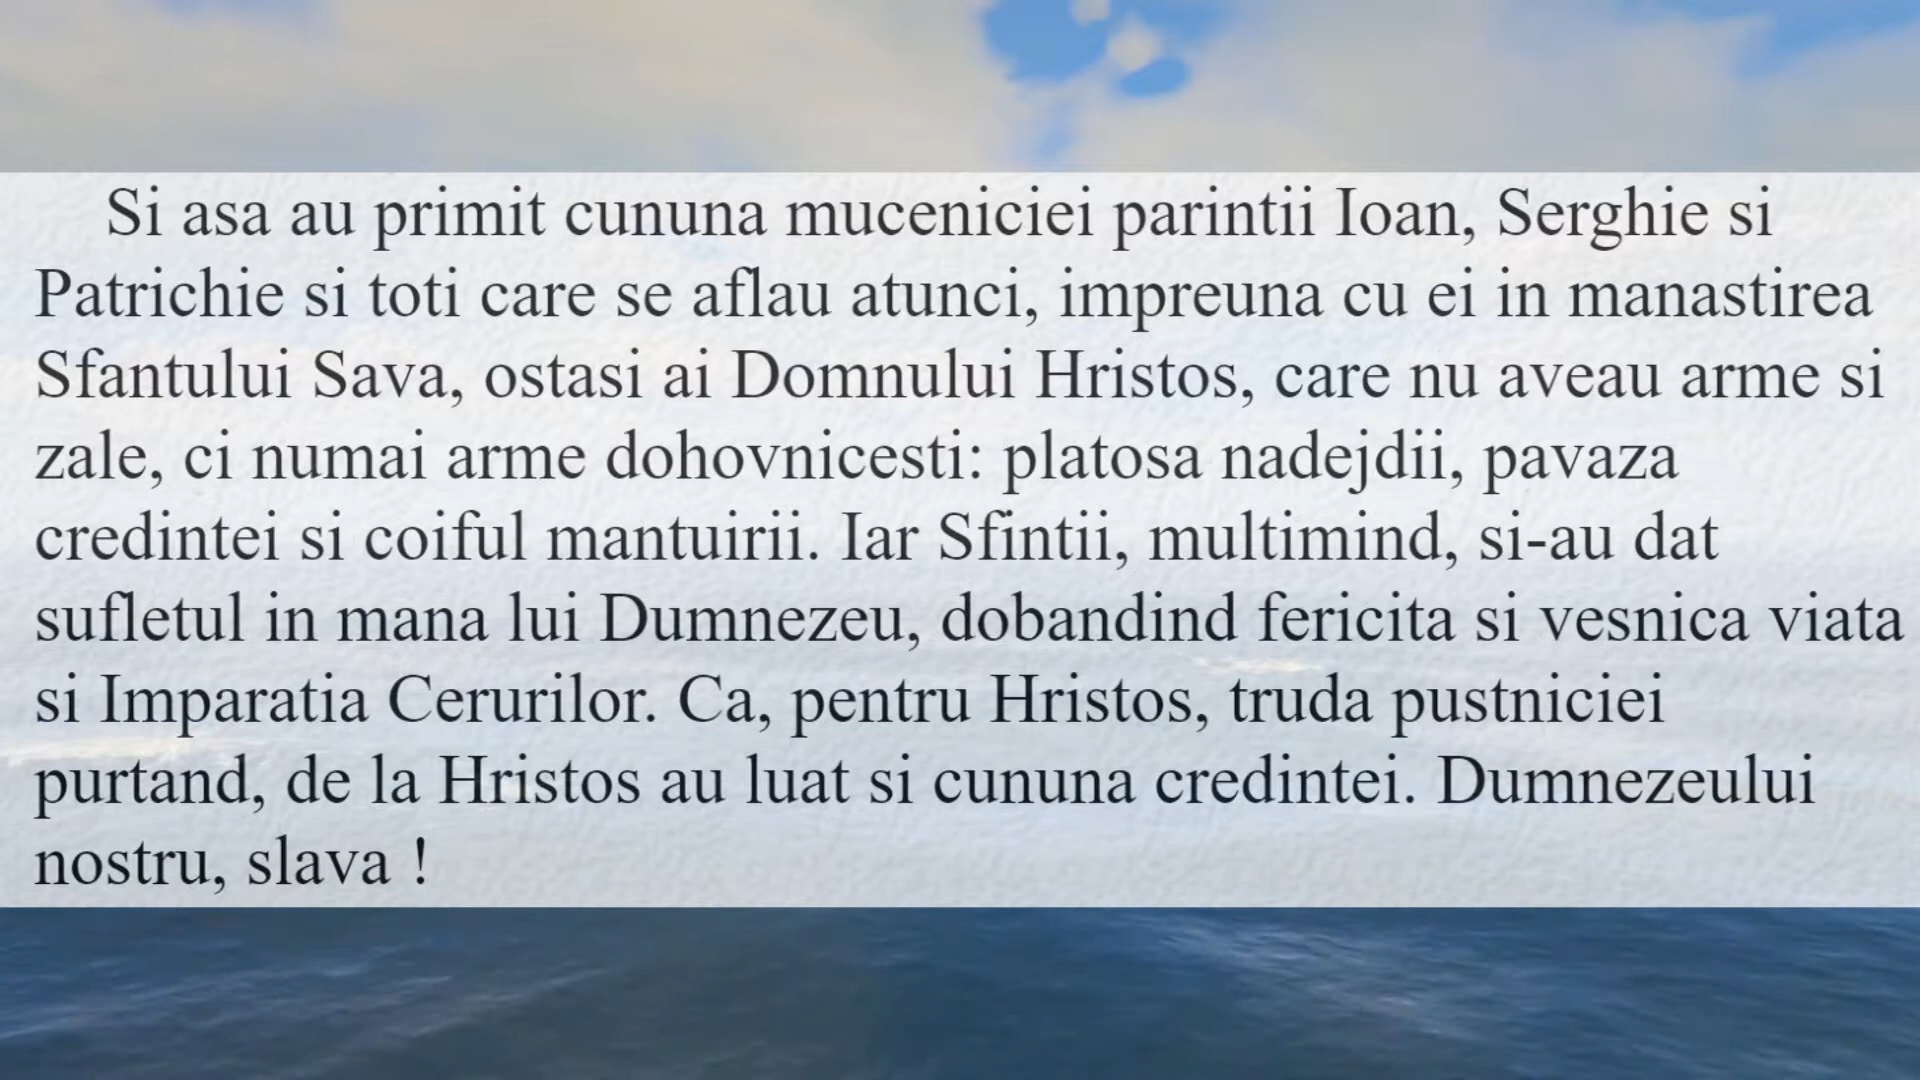 Si asa au primit cununa muceniciei parintii Ioan, Serghie si
Patrichie si toti care se aflau atunci, impreuna cu ei in manastirea
Sfantului Sava, ostasi ai Domnului Hristos, care nu aveau arme si
zale, ci numai arme dohovnicesti: platosa nadejdii, pavaza
credintei si coiful mantuirii. Iar Sfintii, multimind, si-au dat
sufletul in mana lui Dumnezeu, dobandind fericita si vesnica viata
si Imparatia Cerurilor. Ca, pentru Hristos, truda pustniciei
purtand, de la Hristos au luat si cununa credintei. Dumnezeului
nostru, slava !